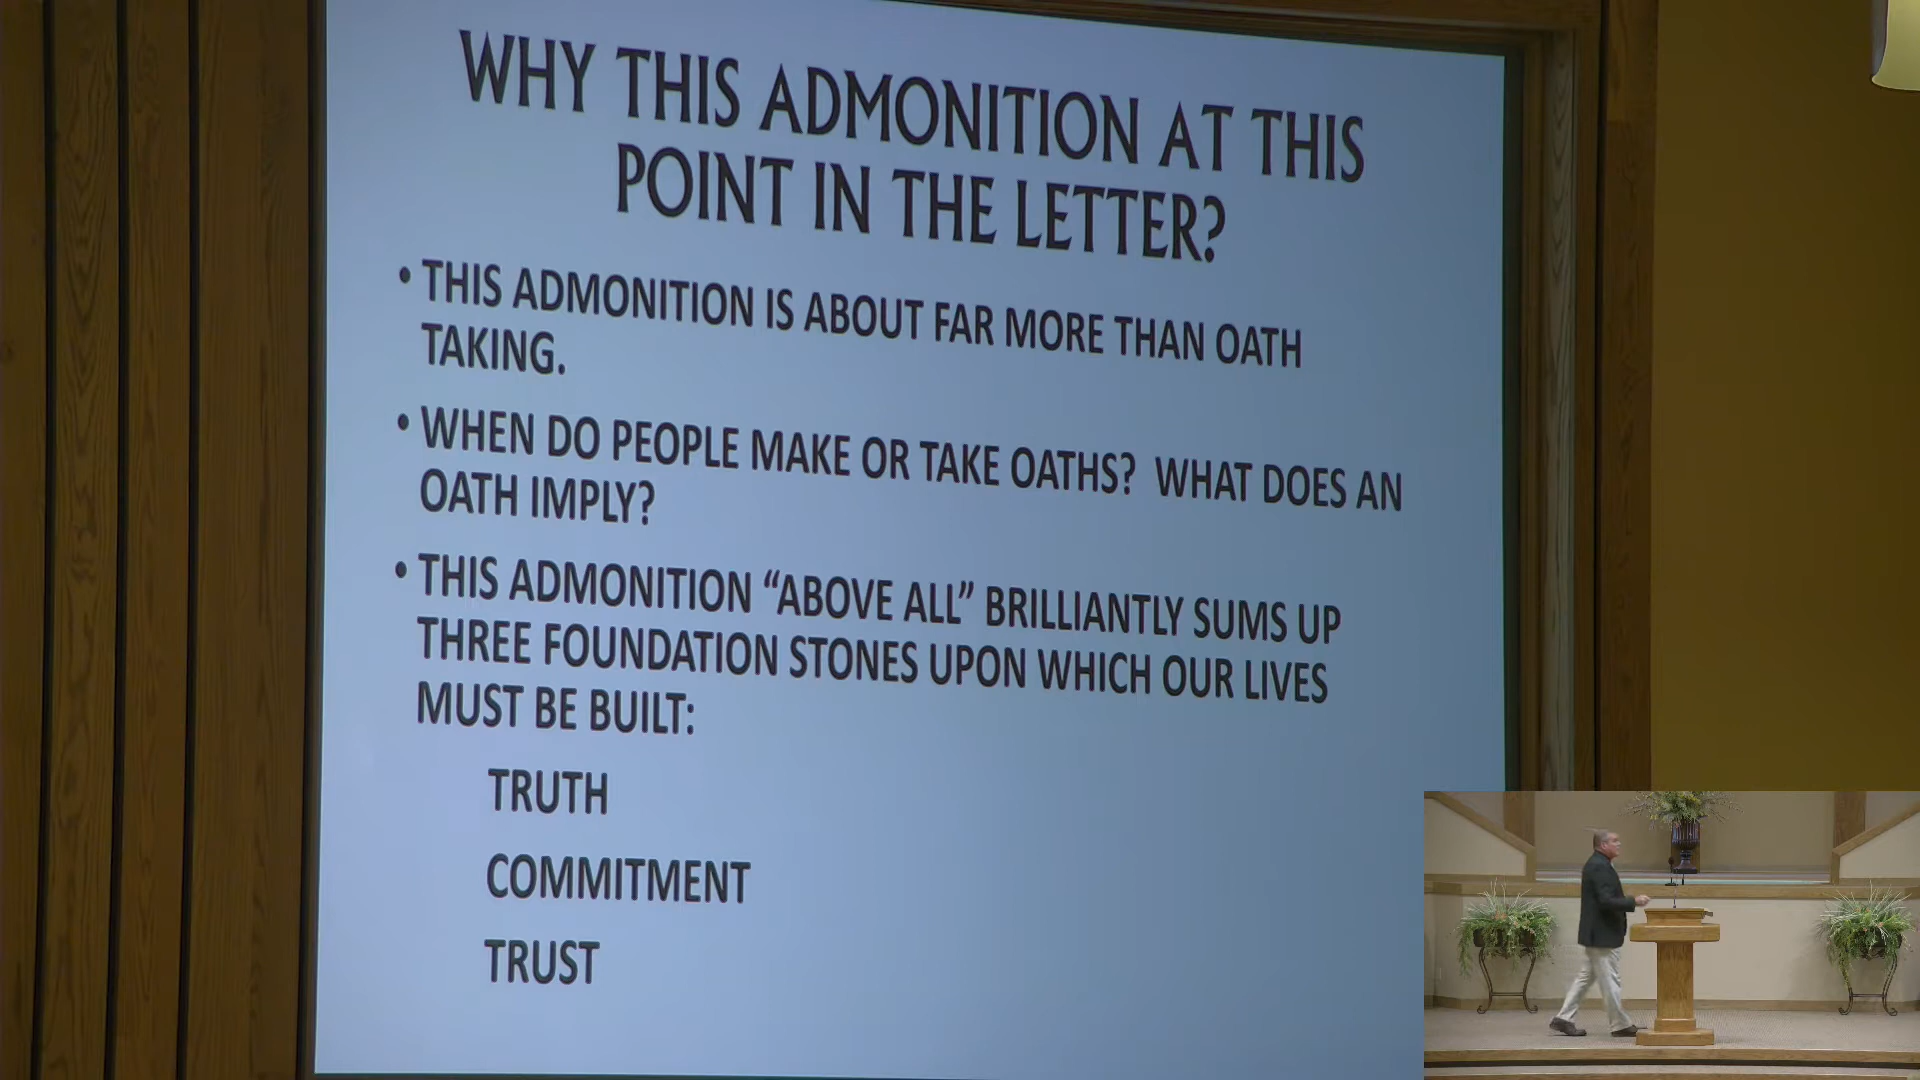 WHY THIS ADMONITION AT THIS
POINT IN THE LETTER?
• THIS ADMONITION IS ABOUT FAR MORE THAN OATH
TAKING.
• WHEN DO PEOPLE MAKE OR TAKE OATHS? WHAT DOES AN
OATH IMPLY?
• THIS ADMONITION “ABOVE ALL” BRILLIANTLY SUMS UP
THREE FOUNDATION STONES UPON WHICH OUR LIVES
MUST BE BUILT:
TRUTH
COMMITMENT
TRUST